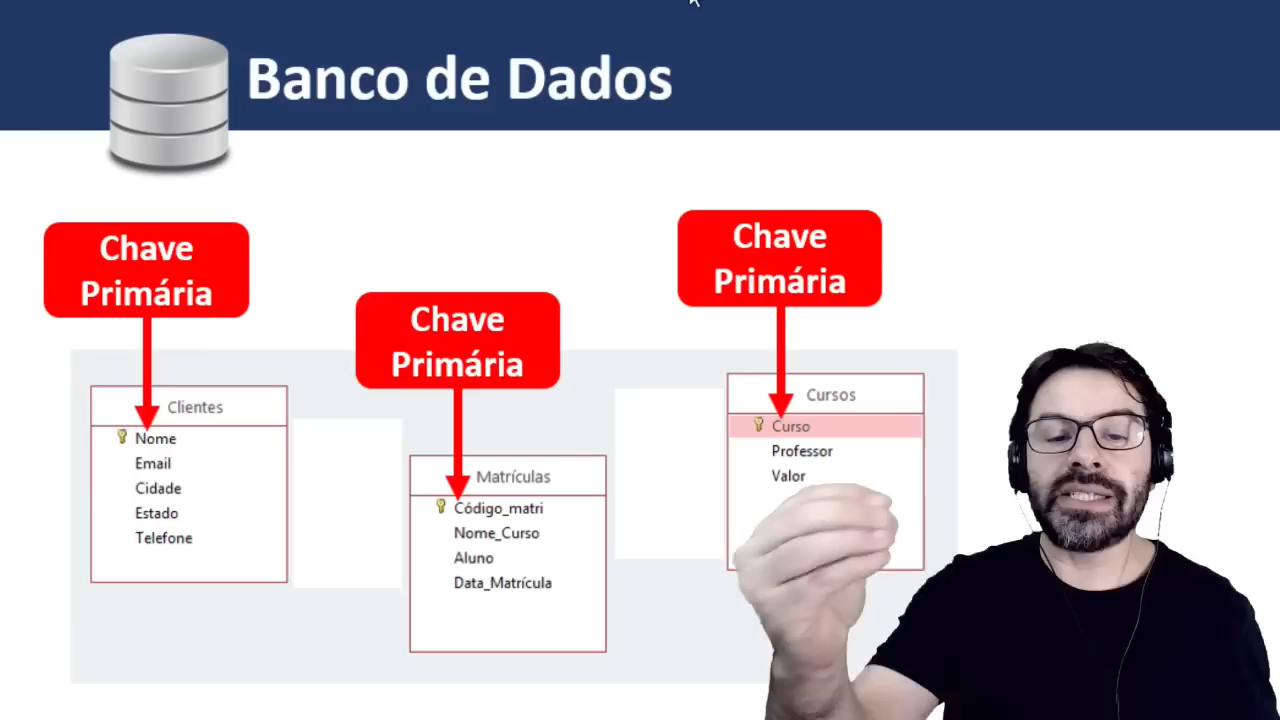 Banco de Dados
Chave
Primária
Chave
Primária
Chave
Primária
Clientes
Nome
Email
Cidade
Estado
Telefone
Matrículas
Código_matri
Nome_Curso
Aluno
Data_Matrícula
Cursos
Curso
Professor
Valor